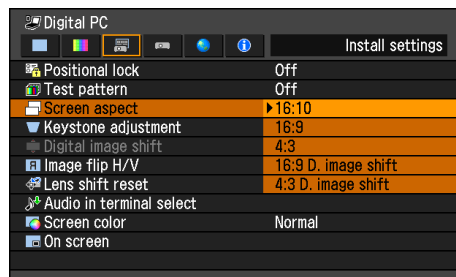 Digital PC
Install settings
Positional lock Off
Test pattern Off
Screen aspect 16:10
Keystone adjustment 16:9
Digital image shift 4:3
Image flip H/V 16:9 D. image shift
Lens shift reset 4:3 D. image shift
Audio in terminal select
Screen color Normal
On screen